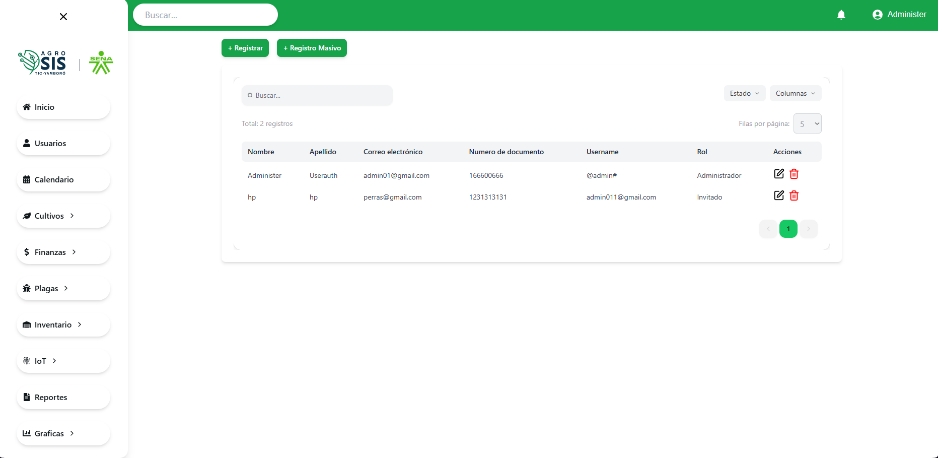 Buscar...
Administer
AGRO
SIS
TIC-YAMBORÓ
SENA
Inicio
Usuarios
Calendario
Cultivos
Finanzas
Plagas
Inventario
IoT
Reportes
Graficas
+ Registrar
+ Registro Masivo
Buscar...
Estado
Columnas
Total: 2 registros
Filas por página: 5
Nombre Apellido Correo electrónico Numero de documento Username Rol Acciones
Administer Userauth admin01@gmail.com 166600666 @admin# Administrador
hp hp perras@gmail.com 1231313131 admin011@gmail.com Invitado
< 1 >